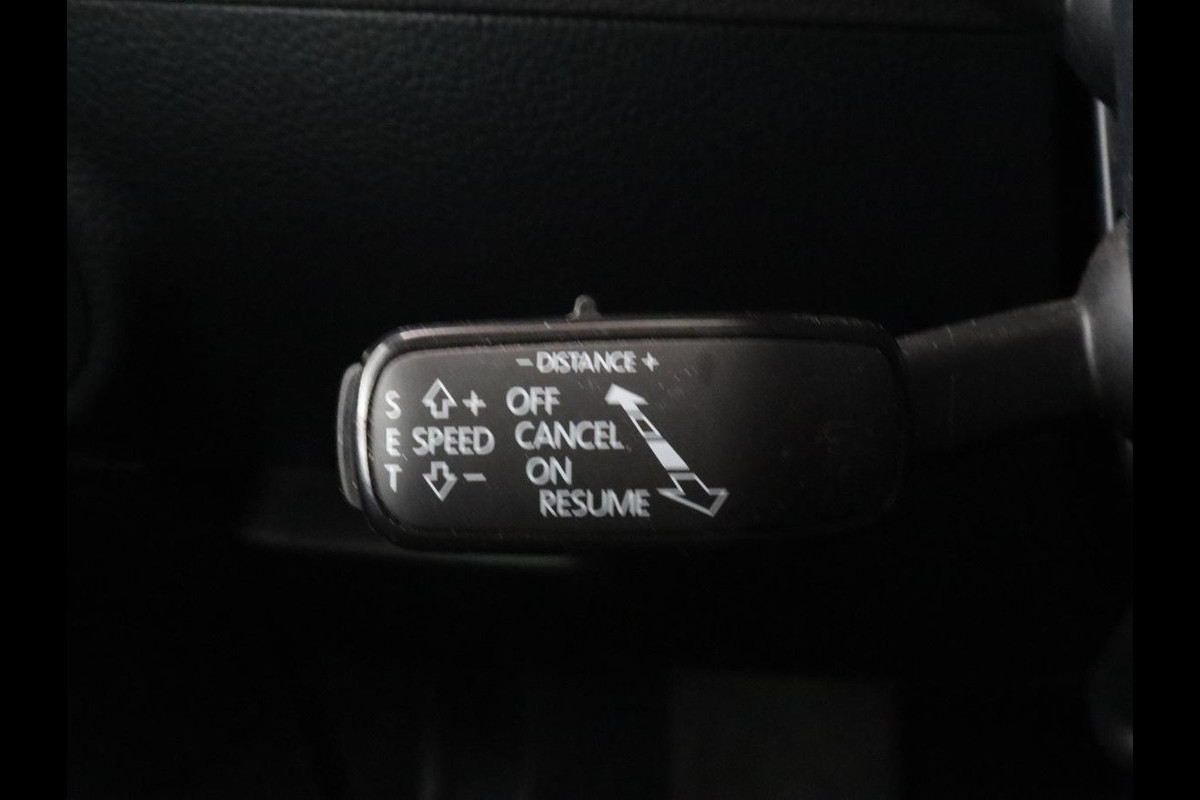 - DISTANCE +
S + OFF
E SPEED CANCEL
T - ON
RESUME